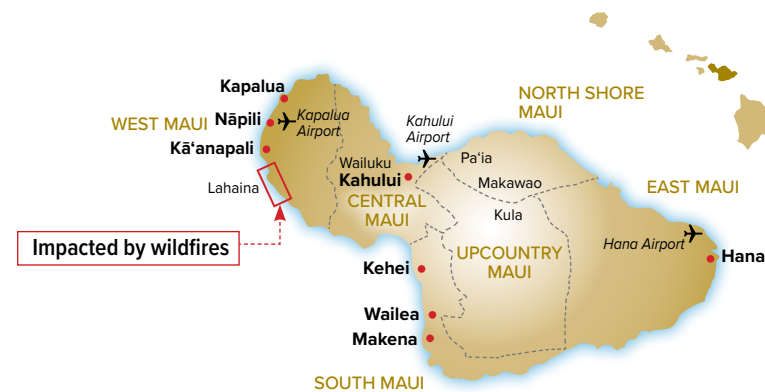 Kapalua
WEST MAUI
Nāpili
Kapalua
Airport
Kā‘anapali
Lahaina
Impacted by wildfires
Kahului
Airport
Wailuku
Kahului
CENTRAL
MAUI
NORTH SHORE
MAUI
Pa‘ia
Makawao
Kula
UPCOUNTRY
MAUI
EAST MAUI
Hana Airport
Hana
Kehei
Wailea
Makena
SOUTH MAUI